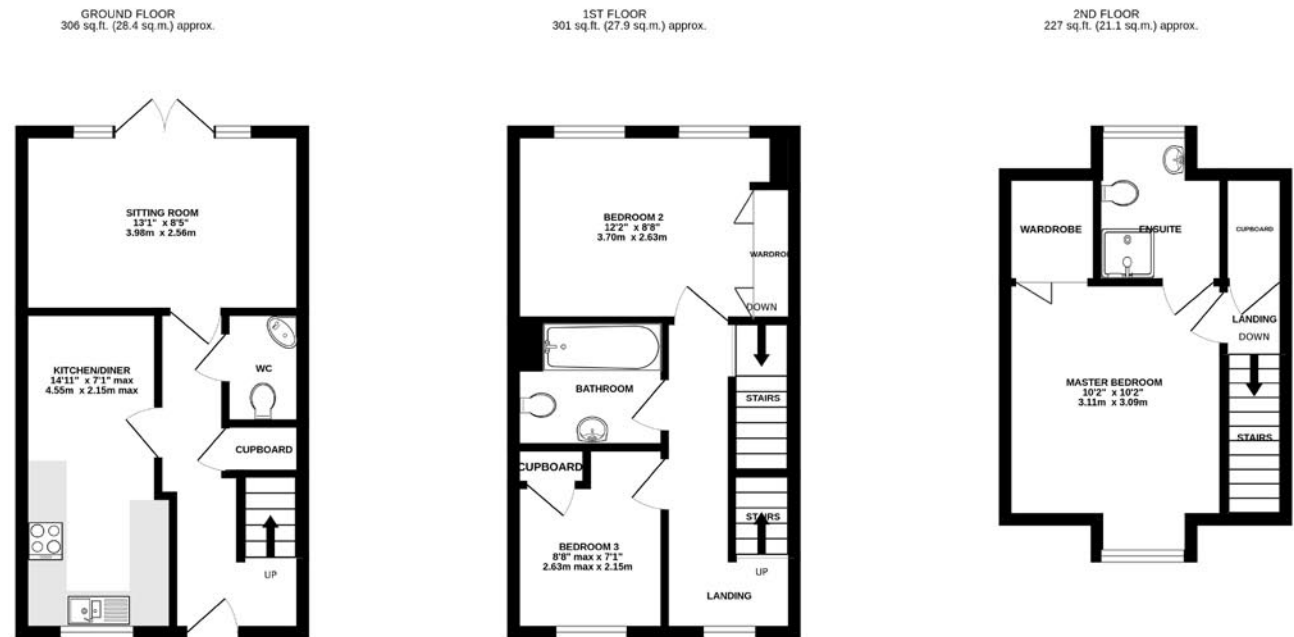 GROUND FLOOR
306 sq.ft. (28.4 sq.m.) approx.
SITTING ROOM
13'1" x 8'5"
3.98m x 2.56m
KITCHEN/DINER
14'11" x 7'1" max
4.55m x 2.15m max
WC
CUPBOARD
UP
1ST FLOOR
301 sq.ft. (27.9 sq.m.) approx.
BEDROOM 2
12'2" x 8'8"
3.70m x 2.63m
WARDROB
DOWN
BATHROOM
STAIRS
CUPBOARD
STAIRS
BEDROOM 3
8'8" max x 7'1"
2.63m max x 2.15m
UP
LANDING
2ND FLOOR
227 sq.ft. (21.1 sq.m.) approx.
WARDROBE
ENSUITE
CUPBOARD
LANDING
DOWN
MASTER BEDROOM
10'2" x 10'2"
3.11m x 3.09m
STAIRS